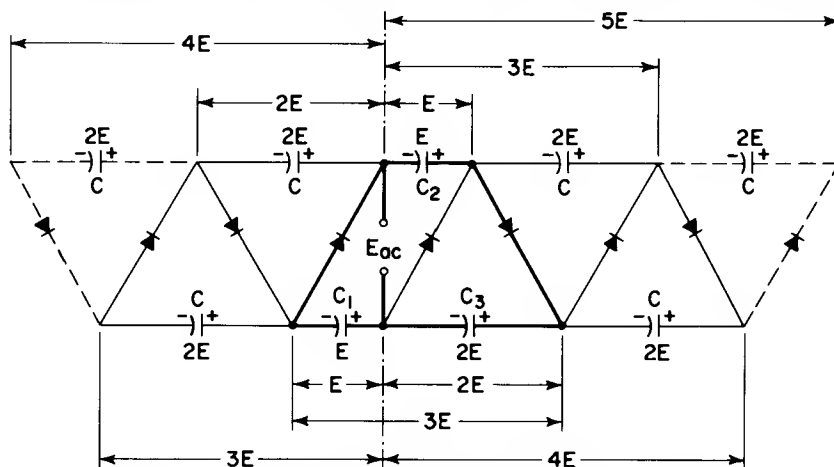 5E
4E
3E
2E E
2E 2E E 2E 2E
- + - + - + - + - +
C C C₂ C C
Eac
C C₁ C₃ C
- + - + - + - +
2E E 2E 2E
E 2E
3E
3E 4E